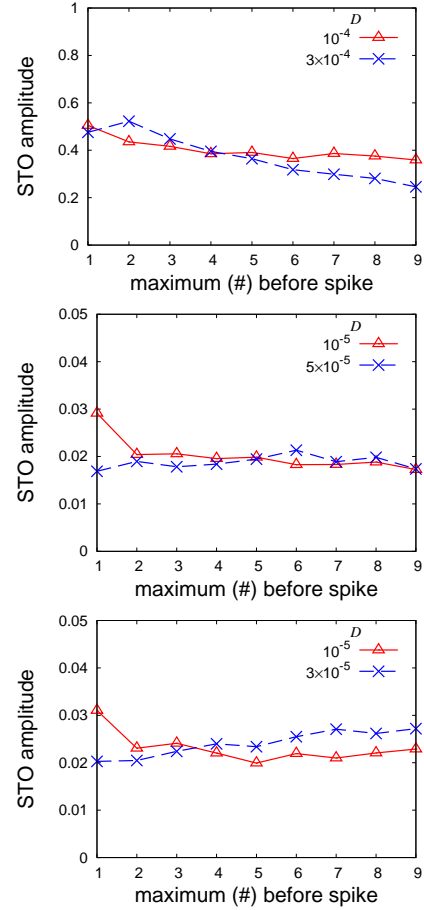 D
10^-4
3×10^-4
1
0.8
0.6
0.4
0.2
0
STO amplitude
1 2 3 4 5 6 7 8 9
maximum (#) before spike
D
10^-5
5×10^-5
0.05
0.04
0.03
0.02
0.01
0
STO amplitude
1 2 3 4 5 6 7 8 9
maximum (#) before spike
D
10^-5
3×10^-5
0.05
0.04
0.03
0.02
0.01
0
STO amplitude
1 2 3 4 5 6 7 8 9
maximum (#) before spike